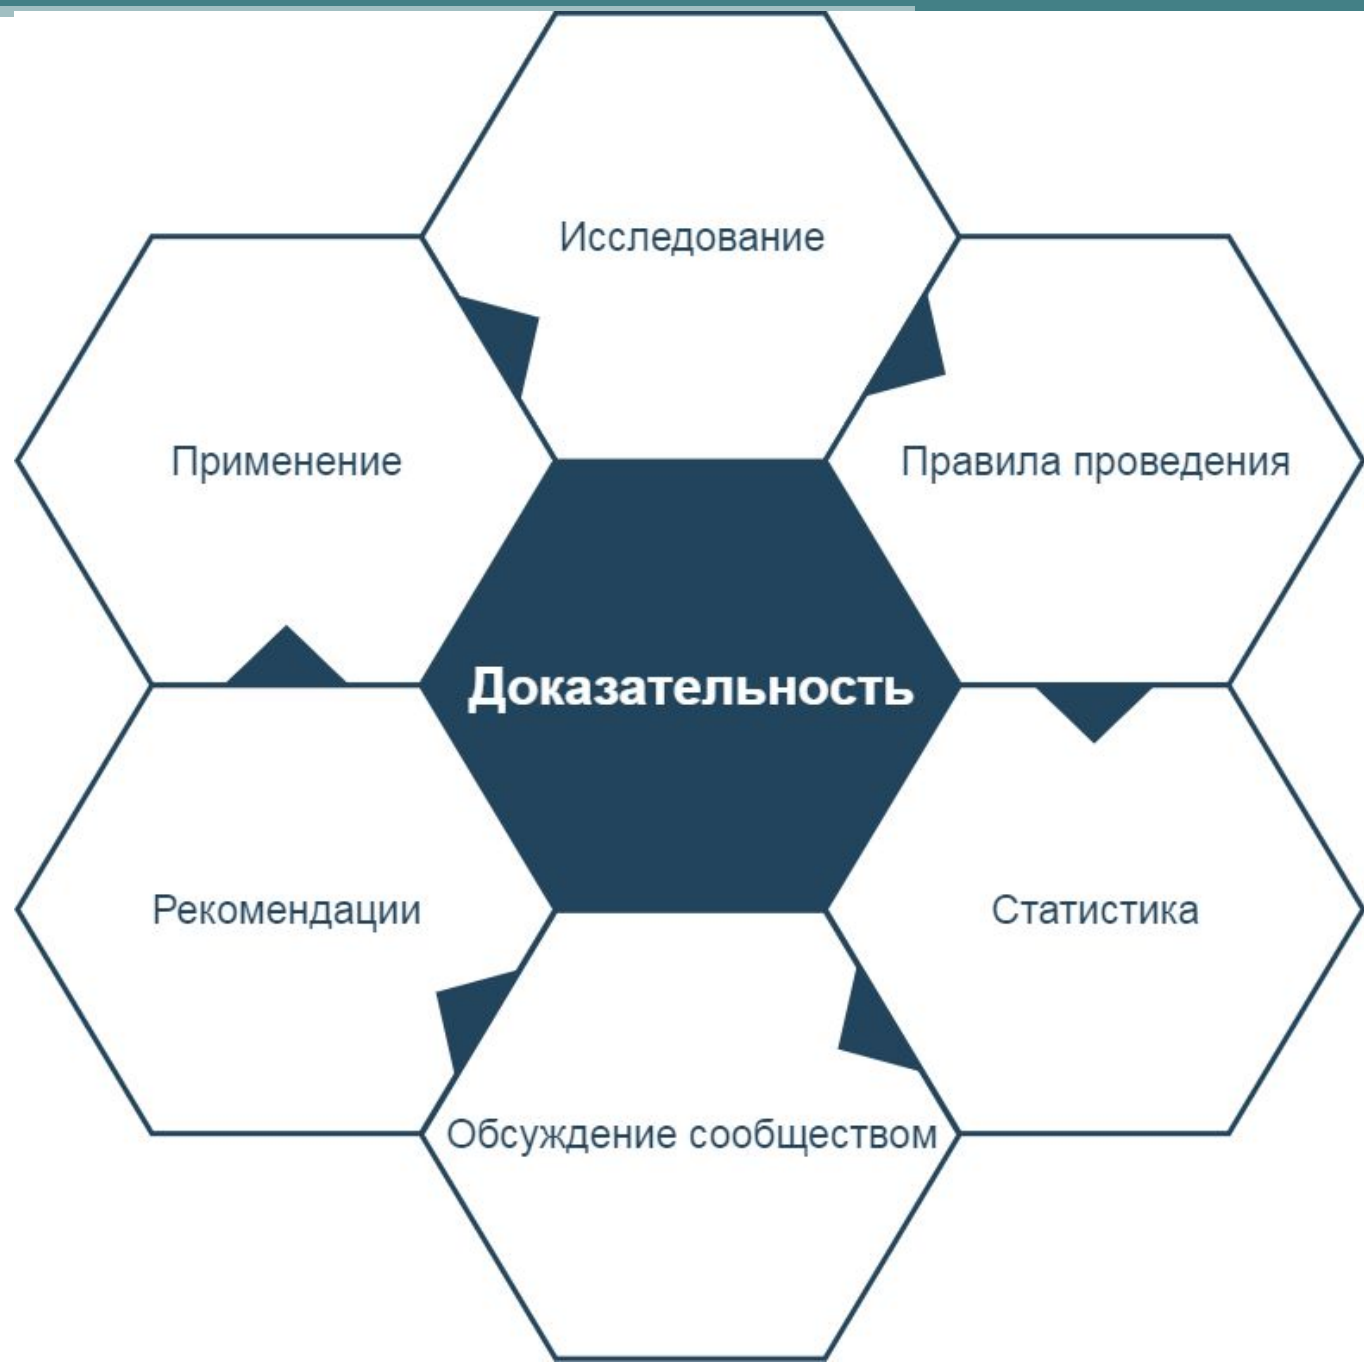 Исследование
Правила проведения
Применение
Доказательность
Статистика
Рекомендации
Обсуждение сообществом